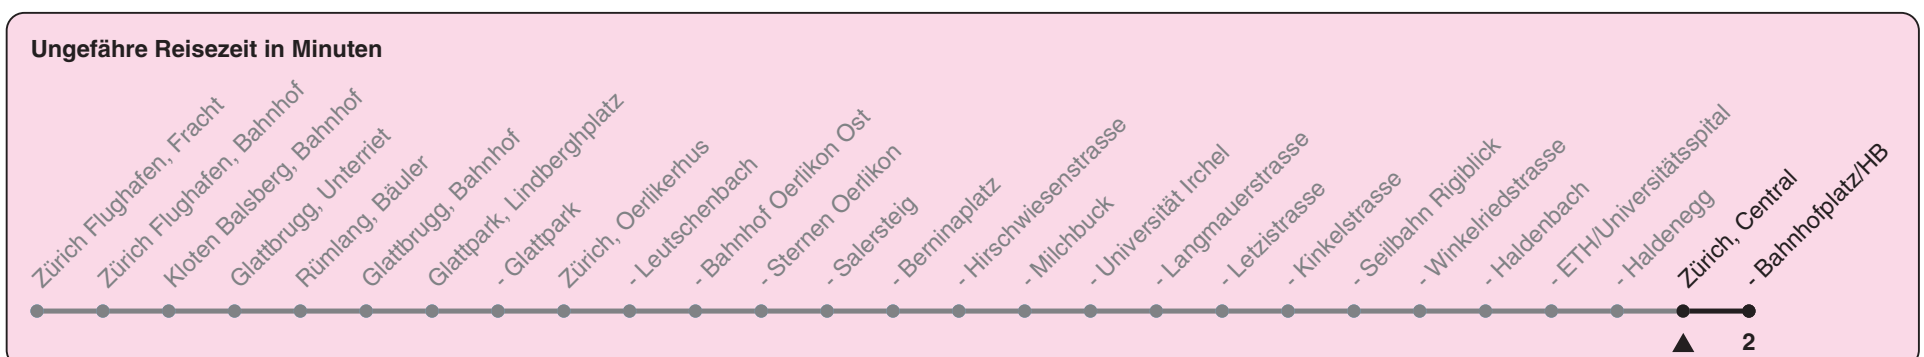 Ungefähre Reisezeit in Minuten
Zürich Flughafen, Fracht
Zürich Flughafen, Bahnhof
Kloten Balsberg, Bahnhof
Glattbrugg, Unterriet
Rümlang, Bäuler
Glattbrugg, Bahnhof
Glattpark, Lindberghplatz
- Glattpark
Zürich, Oerlikerhus
- Leutschenbach
- Bahnhof Oerlikon Ost
- Sternen Oerlikon
- Salersteig
- Berninaplatz
- Hirschwiesenstrasse
- Milchbuck
- Universität Irchel
- Langmauerstrasse
- Letzistrasse
- Kinkelstrasse
- Seilbahn Rigiblick
- Winkelriedstrasse
- Haldenbach
- ETH/Universitätsspital
- Haldenegg
Zürich, Central
- Bahnhofplatz/HB
2